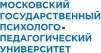 МОСКОВСКИЙ
ГОСУДАРСТВЕННЫЙ
ПСИХОЛОГО-
ПЕДАГОГИЧЕСКИЙ
УНИВЕРСИТЕТ